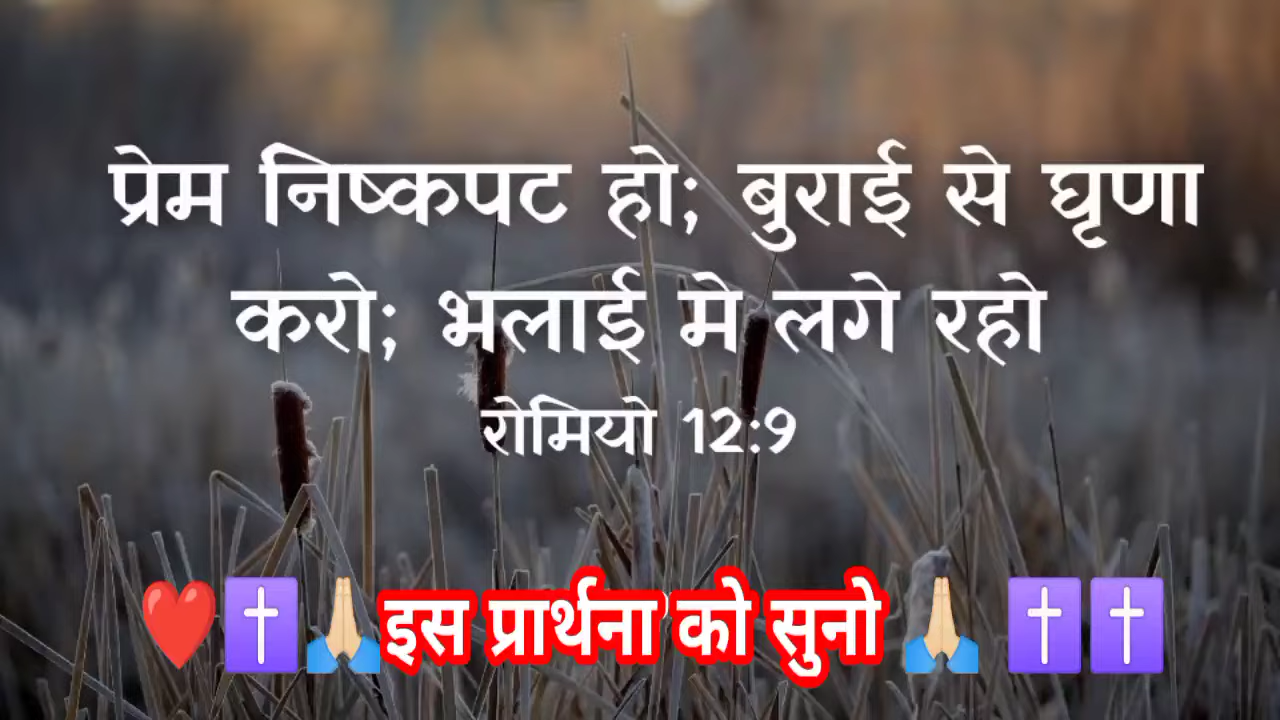 प्रेम निष्कपट हो; बुराई से घृणा
करो; भलाई मे लगे रहो
रोमियो 12:9
❤️✝️🙏🏼इस प्रार्थना को सुनो 🙏🏼 ✝️✝️